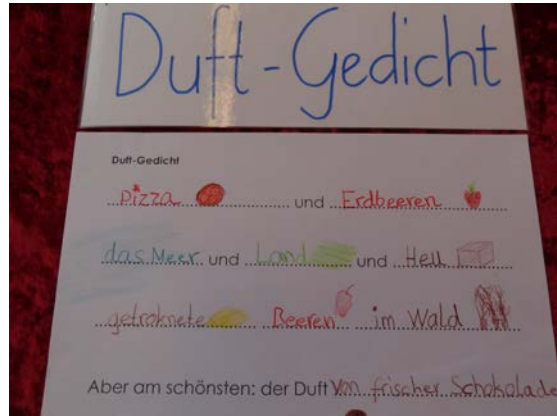 Duft-Gedicht
Duft-Gedicht
Pizza und Erdbeeren
das Meer und Land und Heu
getroknete Beeren im Wald
Aber am schönsten: der Duft von frischer Schokolade